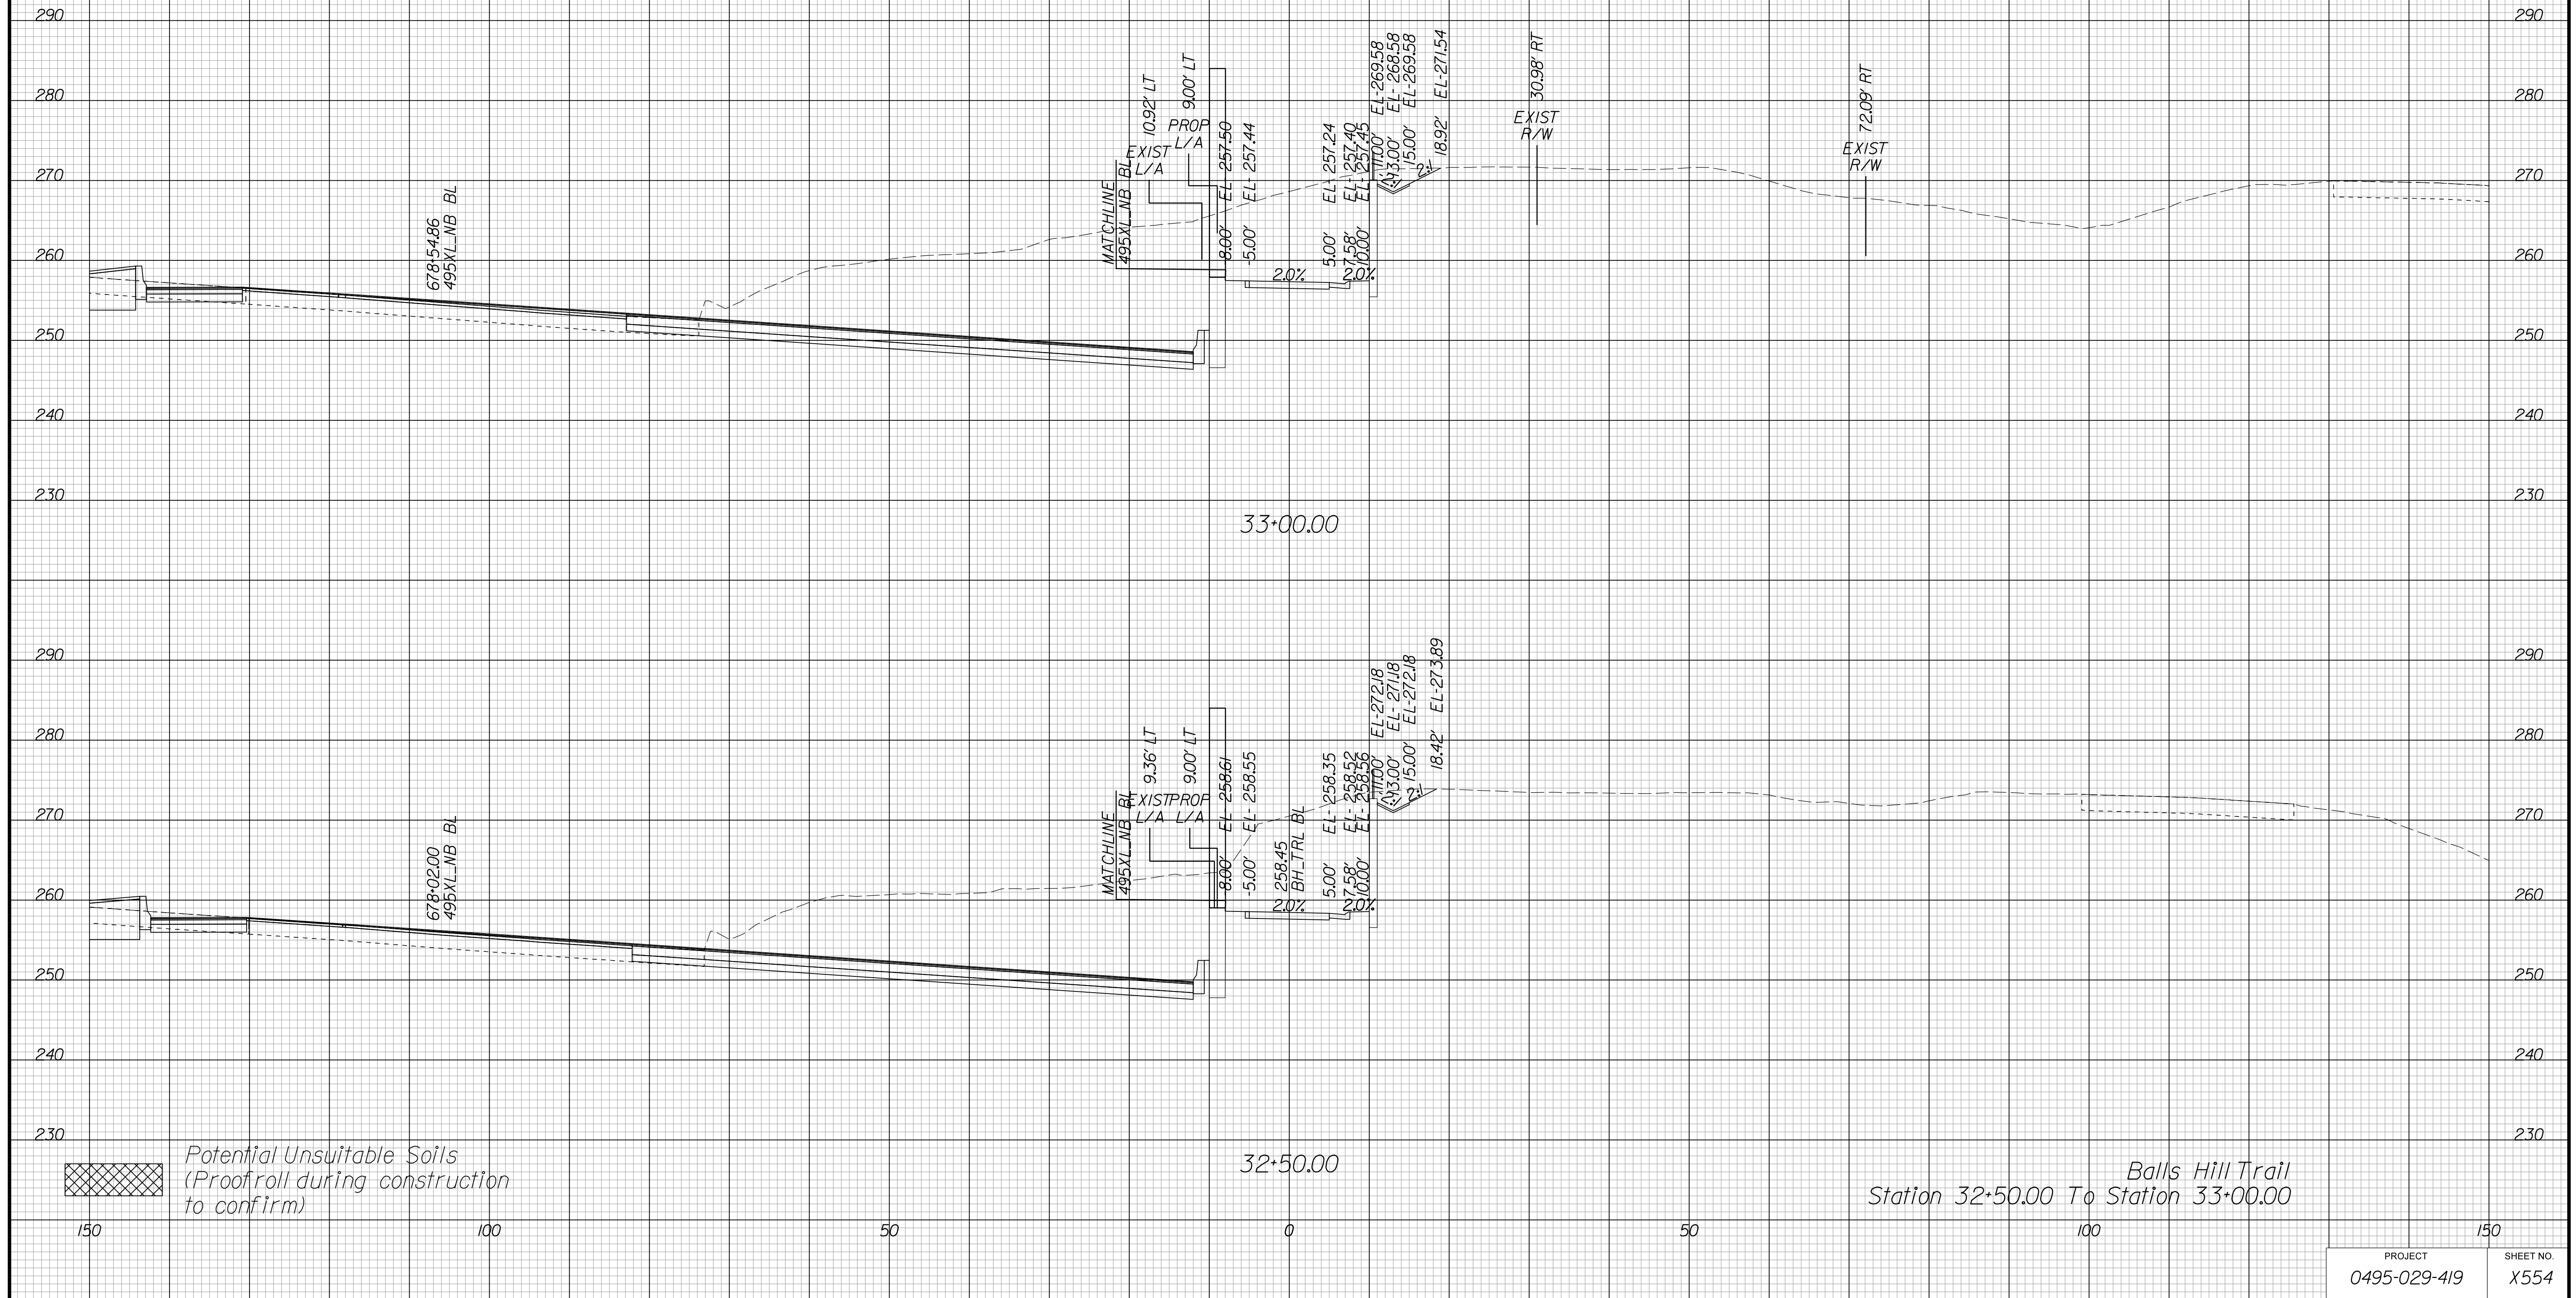 290 290
280 280
270 270
260 260
250 250
240 240
230 230
678+54.86
495XL_NB BL
MATCHLINE
495XL_NB BL
EXIST
L/A
10.92' LT
PROP
L/A
9.00' LT
8.00' EL- 257.50
-5.00' EL- 257.44
5.00' EL- 257.24
7.58' EL- 257.40
10.00' EL- 257.45
11.00' EL-269.58
13.00' EL- 268.58
15.00' EL-269.58
18.92' EL-271.54
2:1
2:1
2.0%
2.0%
EXIST
R/W
30.98' RT
EXIST
R/W
72.09' RT
33+00.00
290 290
280 280
270 270
260 260
250 250
240 240
230 230
678+02.00
495XL_NB BL
MATCHLINE
495XL_NB BL
EXIST
L/A
9.36' LT
PROP
L/A
9.00' LT
8.00' EL- 258.61
-5.00' EL- 258.55
258.45
BH_TRL BL
5.00' EL- 258.35
7.58' EL- 258.52
10.00' EL- 258.56
11.00' EL-272.18
13.00' EL- 271.18
15.00' EL-272.18
18.42' EL-273.89
2:1
2:1
2.0%
2.0%
32+50.00
Potential Unsuitable Soils
(Proofroll during construction
to confirm)
Balls Hill Trail
Station 32+50.00 To Station 33+00.00
150 100 50 0 50 100 150
PROJECT
0495-029-419
SHEET NO.
X554